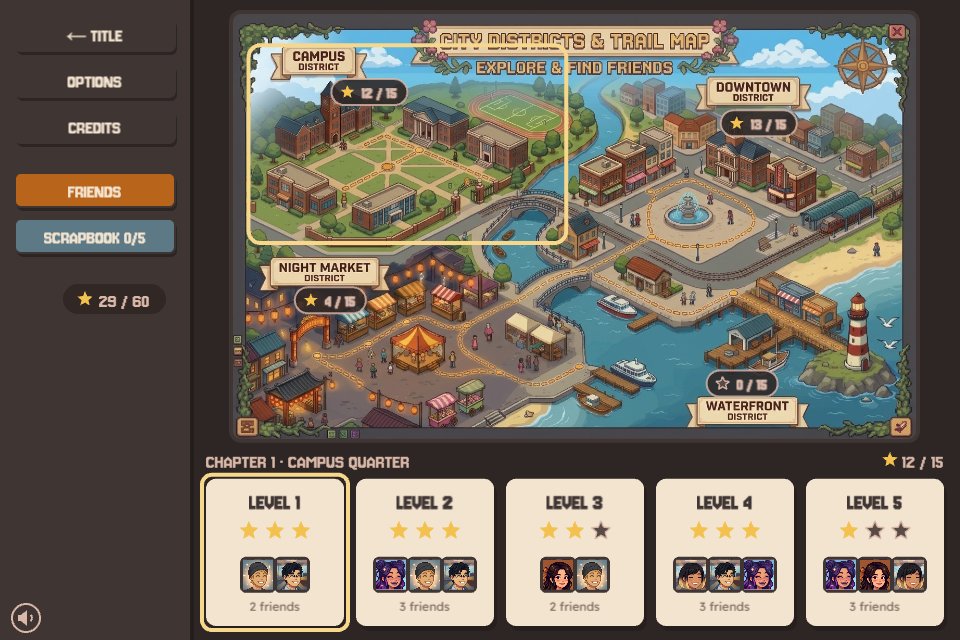 ← TITLE
OPTIONS
CREDITS
FRIENDS
SCRAPBOOK 0/5
29 / 60
CITY DISTRICTS & TRAIL MAP
EXPLORE & FIND FRIENDS
CAMPUS
DISTRICT
12 / 15
DOWNTOWN
DISTRICT
13 / 15
NIGHT MARKET
DISTRICT
4 / 15
0 / 15
WATERFRONT
DISTRICT
CHAPTER 1 · CAMPUS QUARTER
12 / 15
LEVEL 1
2 friends
LEVEL 2
3 friends
LEVEL 3
2 friends
LEVEL 4
3 friends
LEVEL 5
3 friends